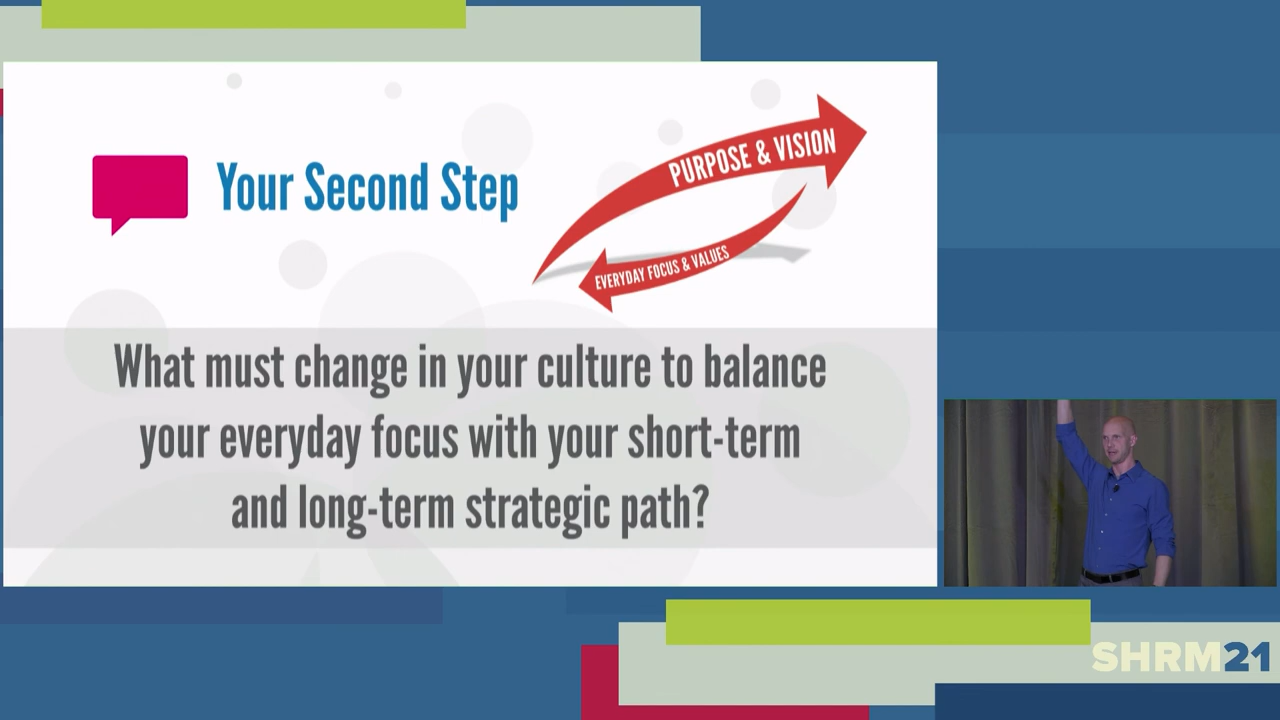 Your Second Step
PURPOSE & VISION
EVERYDAY FOCUS & VALUES
What must change in your culture to balance
your everyday focus with your short-term
and long-term strategic path?
SHRM21